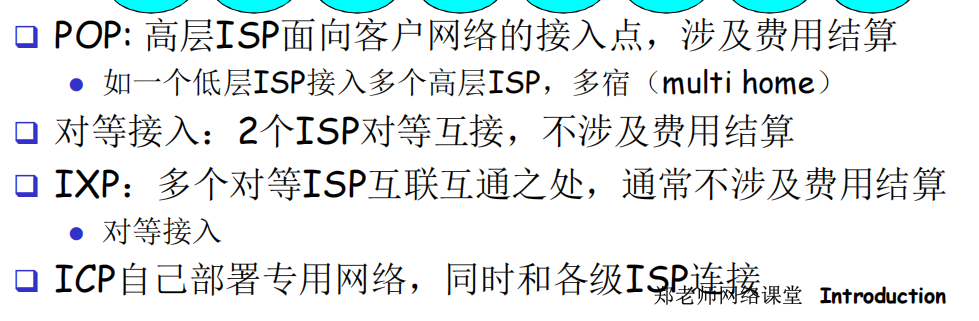 POP: 高层ISP面向客户网络的接入点，涉及费用结算
如一个低层ISP接入多个高层ISP，多宿（multi home）
对等接入：2个ISP对等互接，不涉及费用结算
IXP：多个对等ISP互联互通之处，通常不涉及费用结算
对等接入
ICP自己部署专用网络，同时和各级ISP连接
郑老师网络课堂 Introduction